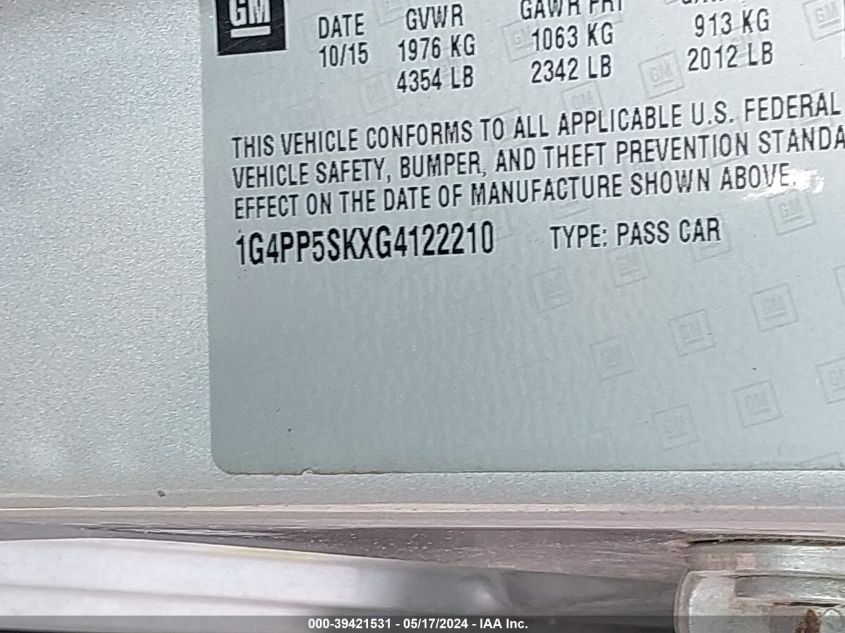 GM
DATE GVWR GAWR FRT
10/15 1976 KG 1063 KG 913 KG
4354 LB 2342 LB 2012 LB
THIS VEHICLE CONFORMS TO ALL APPLICABLE U.S. FEDERAL
VEHICLE SAFETY, BUMPER, AND THEFT PREVENTION STANDA
EFFECT ON THE DATE OF MANUFACTURE SHOWN ABOVE.
1G4PP5SKXG4122210 TYPE: PASS CAR
000-39421531 - 05/17/2024 - IAA Inc.